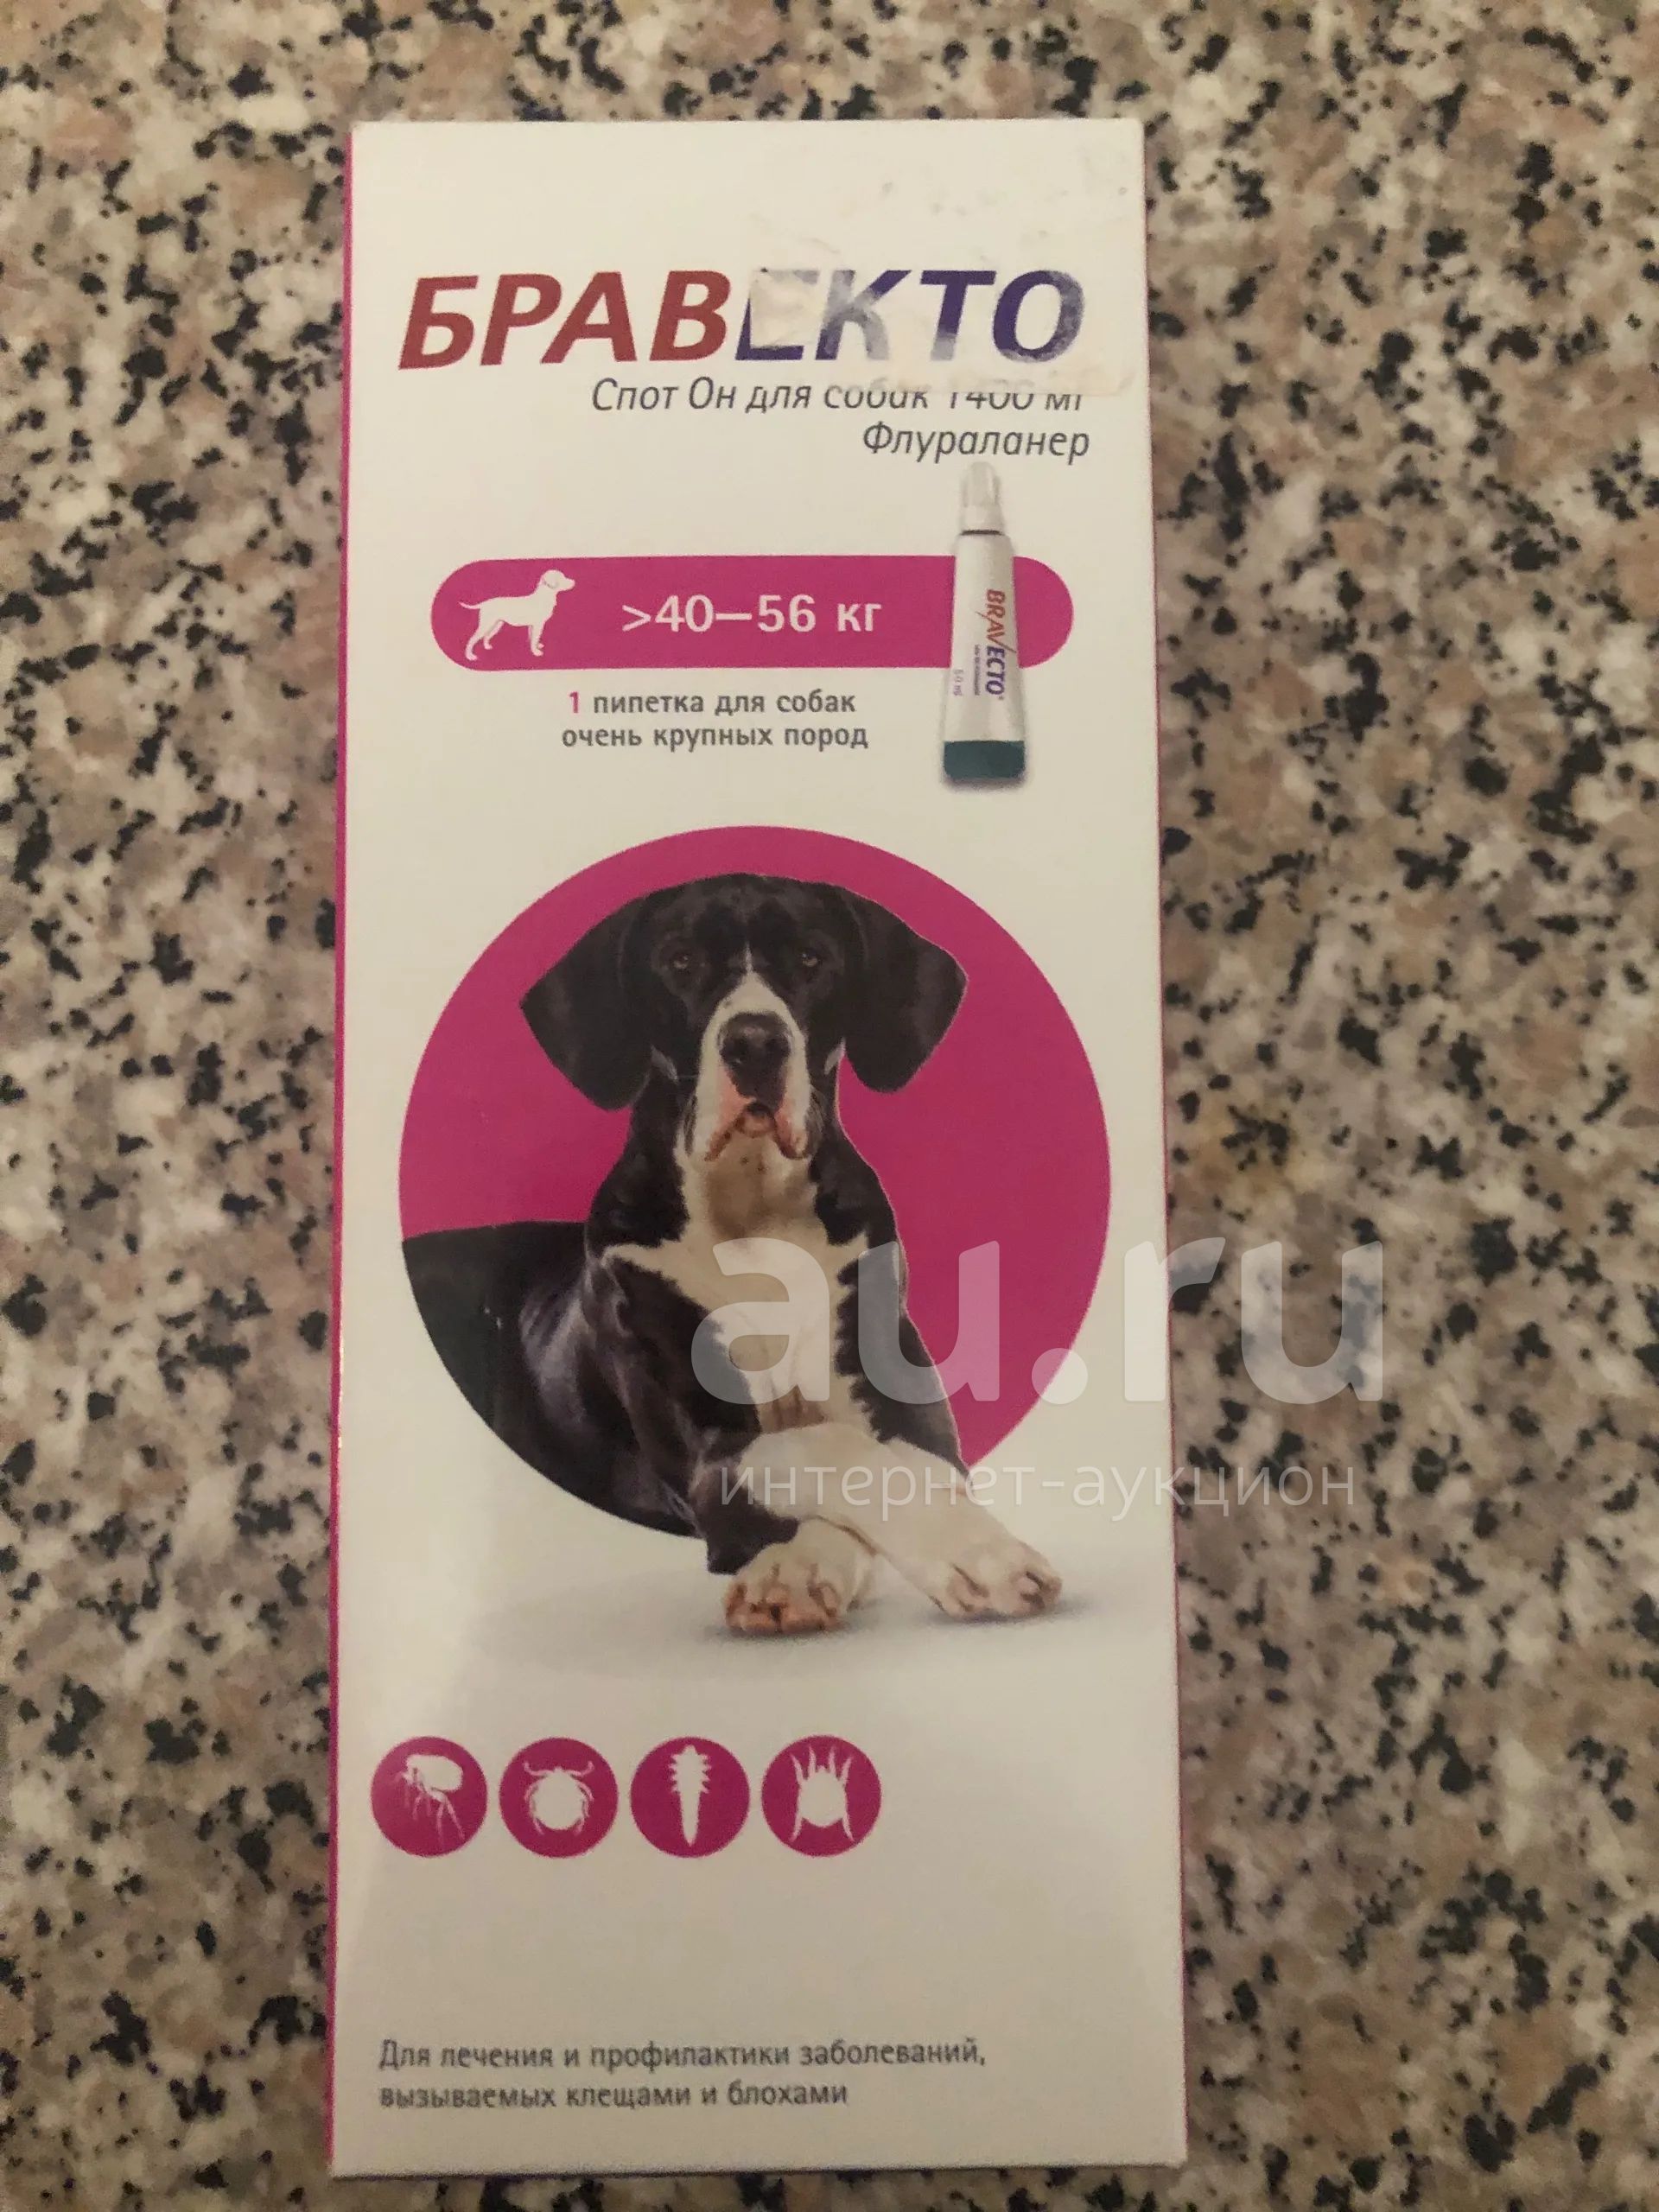 БРАВЕКТО
Спот Он для собак 1400 мг
Флураланер
>40–56 кг
BRAVECTO
1 пипетка для собак
очень крупных пород
au.ru
интернет-аукцион
Для лечения и профилактики заболеваний,
вызываемых клещами и блохами